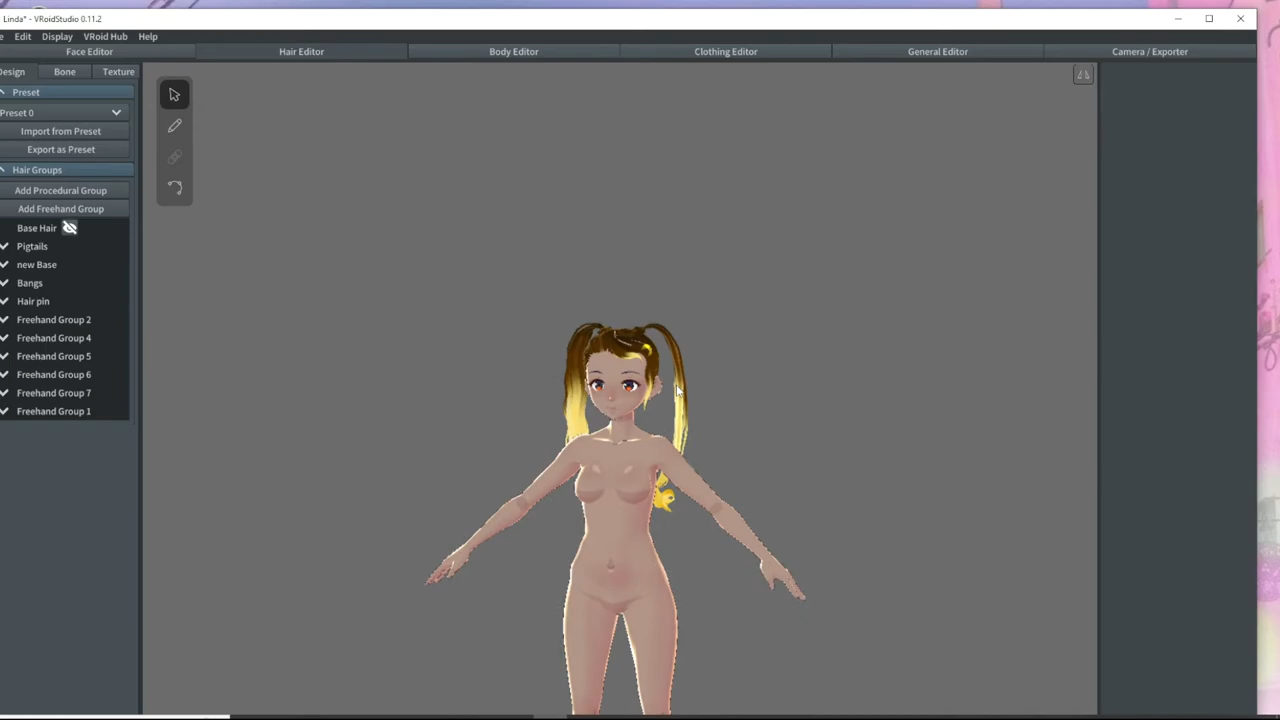 Linda* - VRoidStudio 0.11.2
Edit Display VRoid Hub Help
Face Editor Hair Editor Body Editor Clothing Editor General Editor Camera / Exporter
Bone Texture
Preset
Preset 0
Import from Preset
Export as Preset
Hair Groups
Add Procedural Group
Add Freehand Group
Base Hair
Pigtails
new Base
Bangs
Hair pin
Freehand Group 2
Freehand Group 4
Freehand Group 5
Freehand Group 6
Freehand Group 7
Freehand Group 1